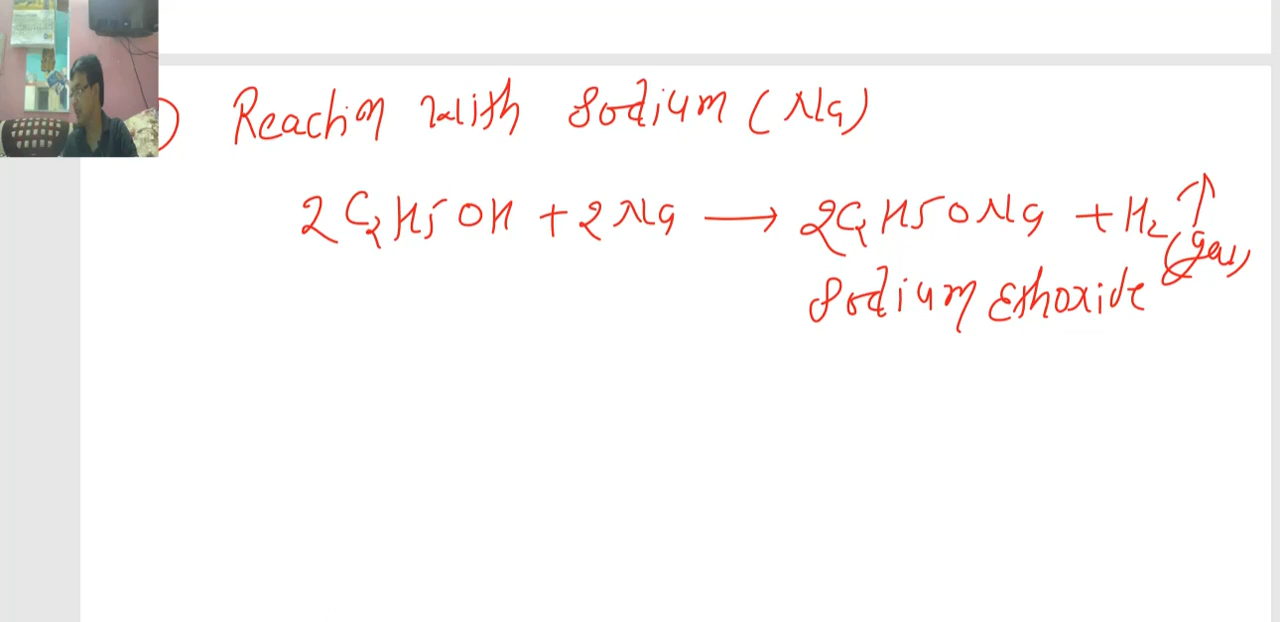 ) Reaction with Sodium (Na)
2C₂H5OH + 2Na → 2C₂H5ONa + H₂↑
(gas)
Sodium Ethoxide